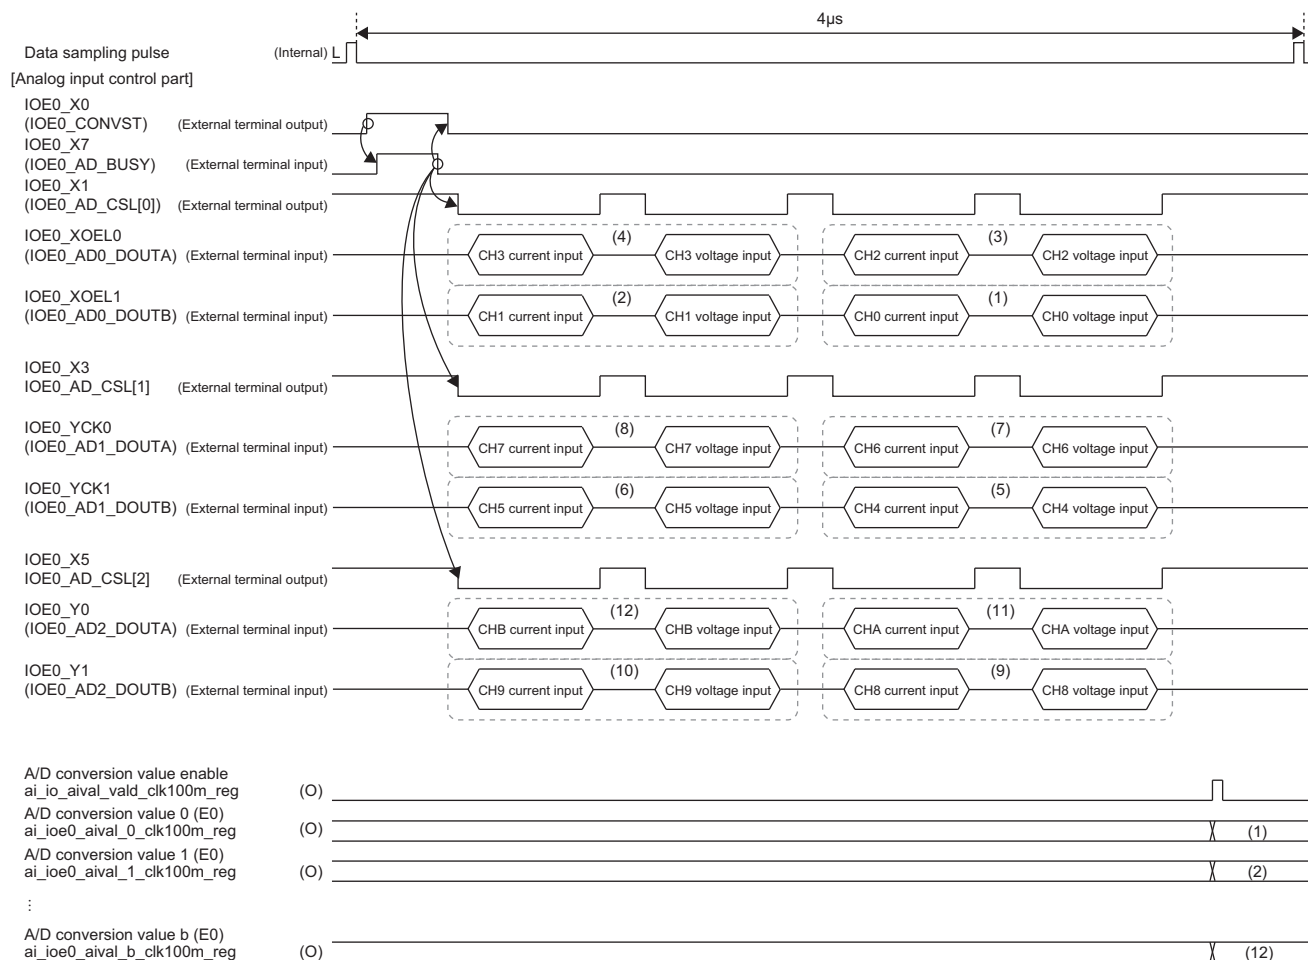 4µs
Data sampling pulse (Internal) L
[Analog input control part]
IOE0_X0
(IOE0_CONVST) (External terminal output)
IOE0_X7
(IOE0_AD_BUSY) (External terminal input)
IOE0_X1
(IOE0_AD_CSL[0]) (External terminal output)
IOE0_XOEL0 (4) (3)
(IOE0_AD0_DOUTA) (External terminal input) CH3 current input CH3 voltage input CH2 current input CH2 voltage input
IOE0_XOEL1 (2) (1)
(IOE0_AD0_DOUTB) (External terminal input) CH1 current input CH1 voltage input CH0 current input CH0 voltage input
IOE0_X3
IOE0_AD_CSL[1] (External terminal output)
IOE0_YCK0 (8) (7)
(IOE0_AD1_DOUTA) (External terminal input) CH7 current input CH7 voltage input CH6 current input CH6 voltage input
IOE0_YCK1 (6) (5)
(IOE0_AD1_DOUTB) (External terminal input) CH5 current input CH5 voltage input CH4 current input CH4 voltage input
IOE0_X5
IOE0_AD_CSL[2] (External terminal output)
IOE0_Y0 (12) (11)
(IOE0_AD2_DOUTA) (External terminal input) CHB current input CHB voltage input CHA current input CHA voltage input
IOE0_Y1 (10) (9)
(IOE0_AD2_DOUTB) (External terminal input) CH9 current input CH9 voltage input CH8 current input CH8 voltage input
A/D conversion value enable
ai_io_aival_vald_clk100m_reg (O)
A/D conversion value 0 (E0)
ai_ioe0_aival_0_clk100m_reg (O) (1)
A/D conversion value 1 (E0)
ai_ioe0_aival_1_clk100m_reg (O) (2)
⋮
A/D conversion value b (E0)
ai_ioe0_aival_b_clk100m_reg (O) (12)